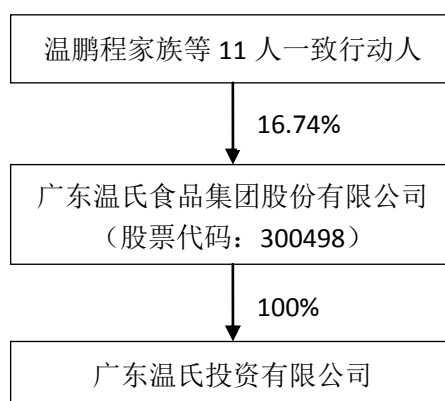 温鹏程家族等 11 人一致行动人
16.74%
广东温氏食品集团股份有限公司
（股票代码：300498）
100%
广东温氏投资有限公司